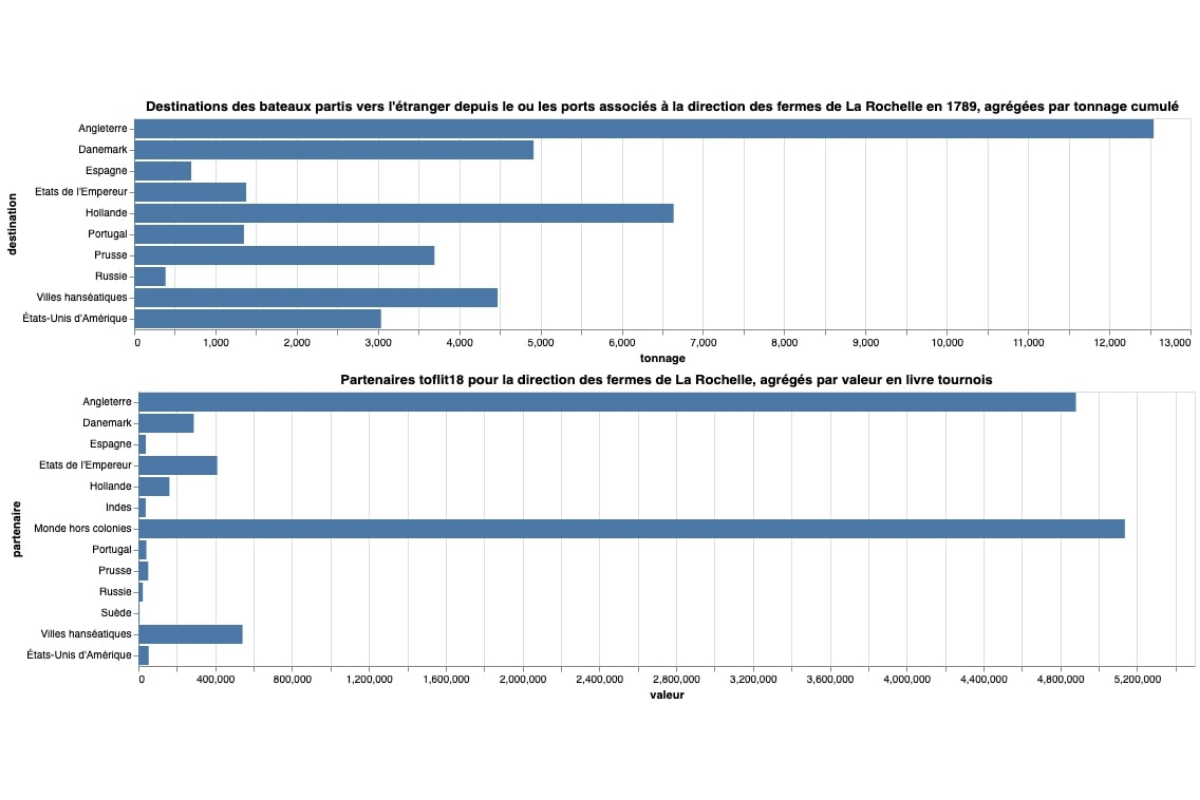 Destinations des bateaux partis vers l'étranger depuis le ou les ports associés à la direction des fermes de La Rochelle en 1789, agrégées par tonnage cumulé
destination
Angleterre
Danemark
Espagne
Etats de l'Empereur
Hollande
Portugal
Prusse
Russie
Villes hanséatiques
États-Unis d'Amérique
0 1,000 2,000 3,000 4,000 5,000 6,000 7,000 8,000 9,000 10,000 11,000 12,000 13,000
tonnage
Partenaires toflit18 pour la direction des fermes de La Rochelle, agrégés par valeur en livre tournois
partenaire
Angleterre
Danemark
Espagne
Etats de l'Empereur
Hollande
Indes
Monde hors colonies
Portugal
Prusse
Russie
Suède
Villes hanséatiques
États-Unis d'Amérique
0 400,000 800,000 1,200,000 1,600,000 2,000,000 2,400,000 2,800,000 3,200,000 3,600,000 4,000,000 4,400,000 4,800,000 5,200,000
valeur